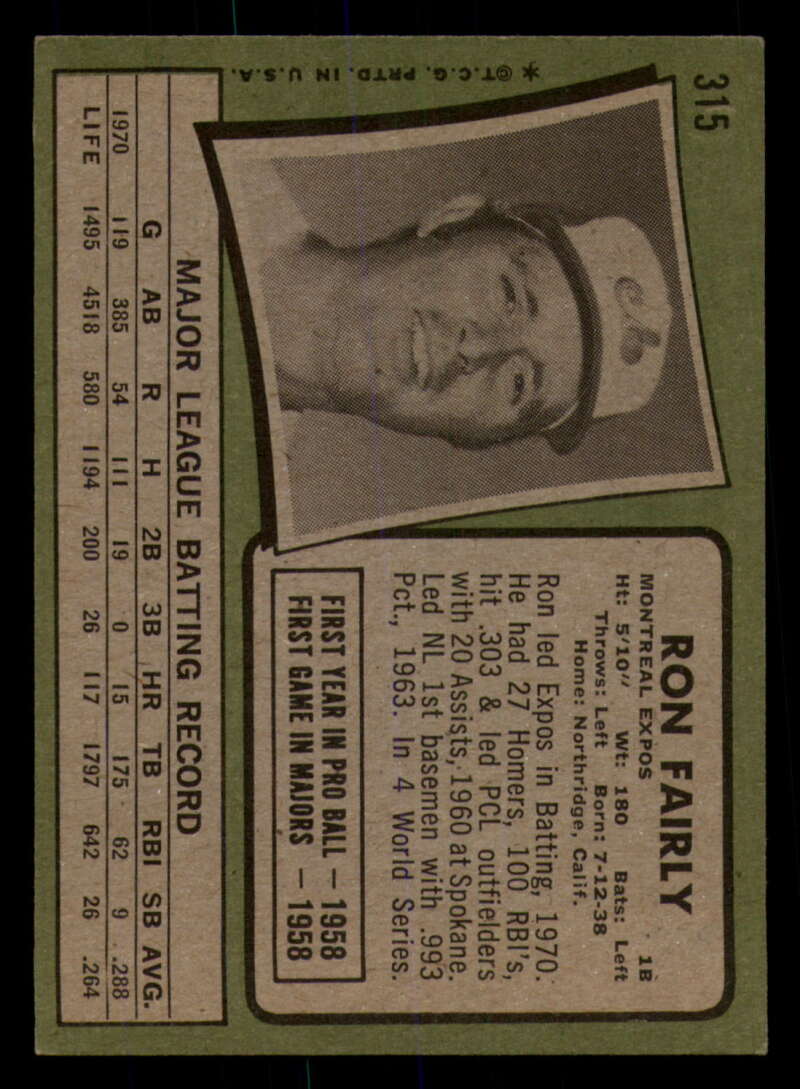 315
* ©T.C.G. PRTD. IN U.S.A.
RON FAIRLY
MONTREAL EXPOS 1B
Ht: 5'10" Wt: 180 Bats: Left
Throws: Left Born: 7-12-38
Home: Northridge, Calif.
Ron led Expos in Batting, 1970.
He had 27 Homers, 100 RBI's,
hit .303 & led PCL outfielders
with 20 Assists, 1960 at Spokane.
Led NL 1st basemen with .993
Pct., 1963. In 4 World Series.
FIRST YEAR IN PRO BALL — 1958
FIRST GAME IN MAJORS — 1958
MAJOR LEAGUE BATTING RECORD
G AB R H 2B 3B HR TB RBI SB AVG.
1970 119 385 54 111 19 0 15 175 62 9 .288
LIFE 1495 4518 580 1194 200 26 117 1797 642 26 .264